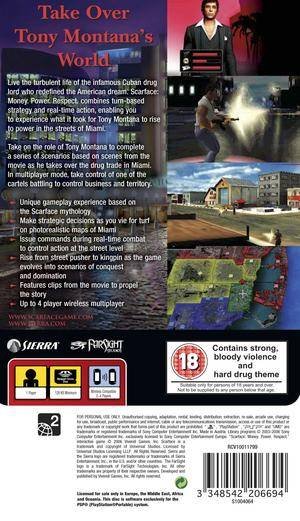 Take Over
Tony Montana's
World
Live the turbulent life of the infamous Cuban drug
lord who redefined the American dream. Scarface:
Money. Power. Respect. combines turn-based
strategy and real-time action, enabling you
to experience what it took for Tony Montana to rise
to power in the streets of Miami.
Take on the role of Tony Montana to complete
a series of scenarios based on scenes from the
movie as he takes over the drug trade in Miami.
In multiplayer mode, take control of one of the
cartels battling to control business and territory.
Unique gameplay experience based on
the Scarface mythology
Make strategic decisions as you vie for turf
on photorealistic maps of Miami
Issue commands during real-time combat
to control action at the street level
Rise from street pusher to kingpin as the game
evolves into scenarios of conquest
and domination
Features clips from the movie to propel
the story
Up to 4 player wireless multiplayer
WWW.SCARFACEGAME.COM
WWW.SIERRA.COM
SIERRA
FARSIGHT
STUDIOS
18
Contains strong,
bloody violence
and
hard drug theme
Suitable only for persons of 18 years and over.
Not to be supplied to any person below that age.
1 Player
2
RCV10011799
Licensed for sale only in Europe, the Middle East, Africa
and Oceania. This disc is software exclusively for the
PSP® (PlayStation®Portable) system.
S1004064
3 348542 206694